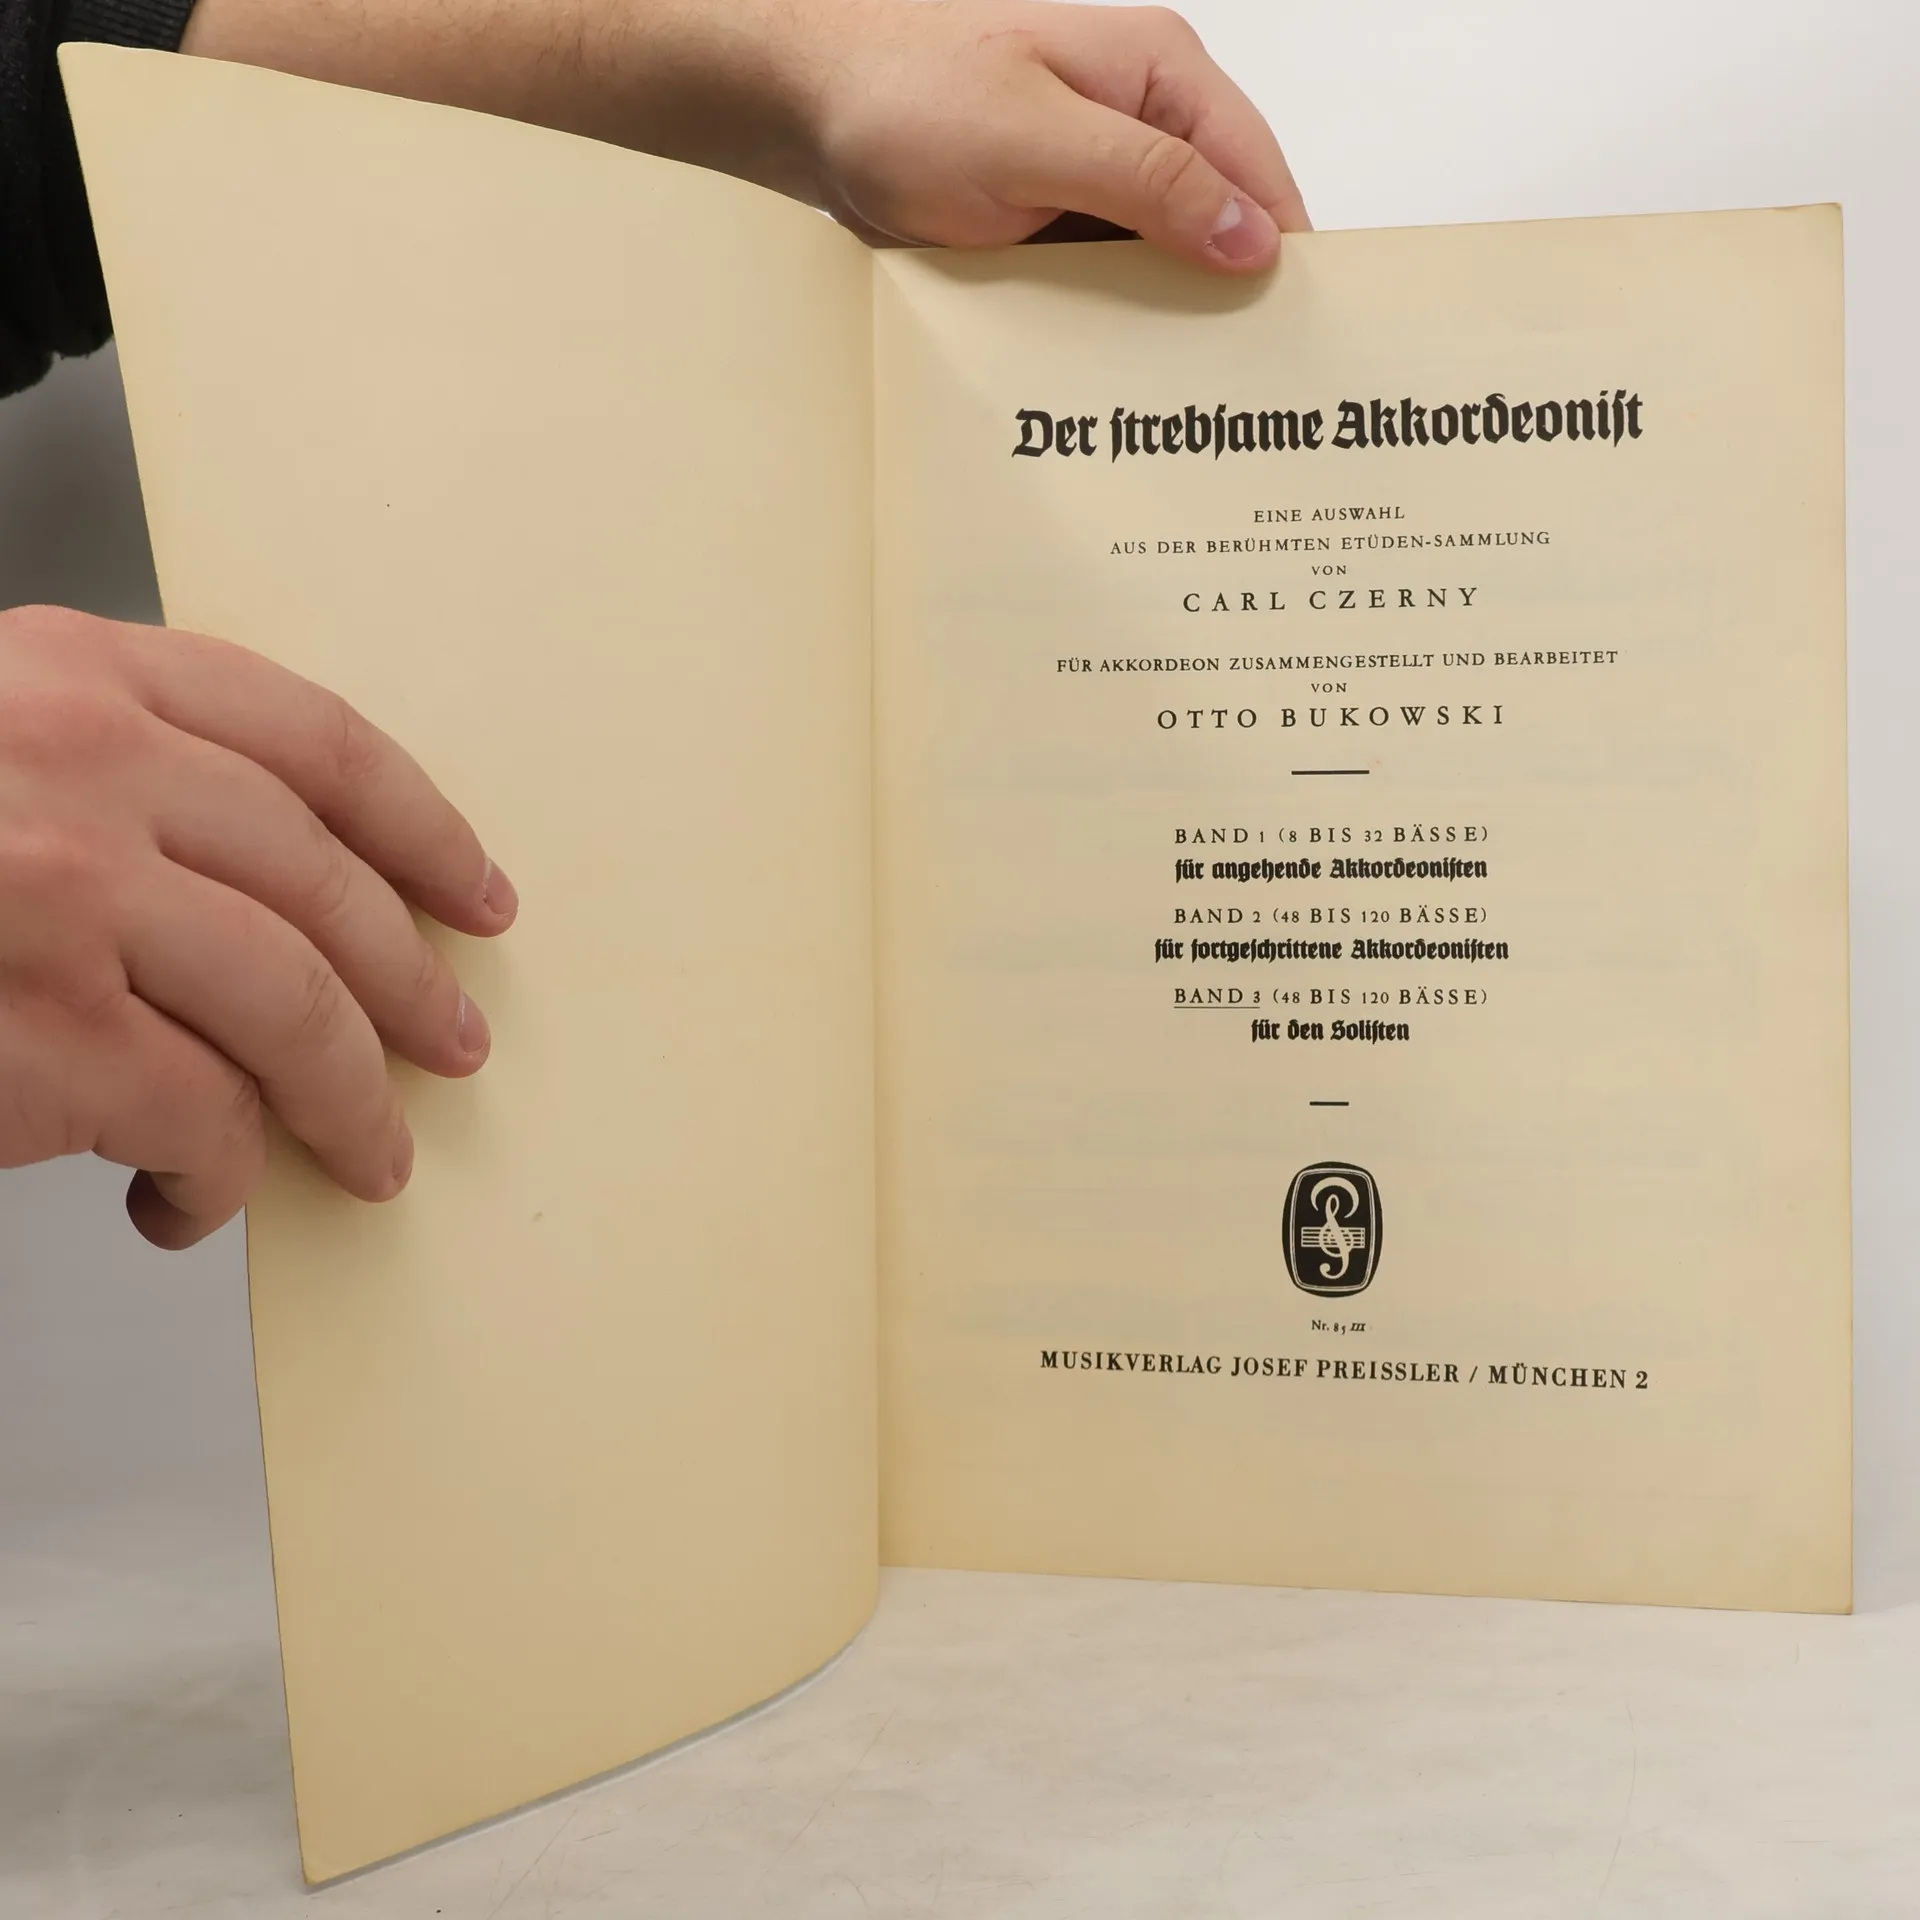 Der ſtrebſame Akkordeoniſt
EINE AUSWAHL
AUS DER BERÜHMTEN ETÜDEN-SAMMLUNG
VON
CARL CZERNY
FÜR AKKORDEON ZUSAMMENGESTELLT UND BEARBEITET
VON
OTTO BUKOWSKI
BAND 1 (8 BIS 32 BÄSSE)
für angehende Akkordeoniſten
BAND 2 (48 BIS 120 BÄSSE)
für fortgeſchrittene Akkordeoniſten
BAND 3 (48 BIS 120 BÄSSE)
für den Soliſten
Nr. 85 III
MUSIKVERLAG JOSEF PREISSLER / MÜNCHEN 2